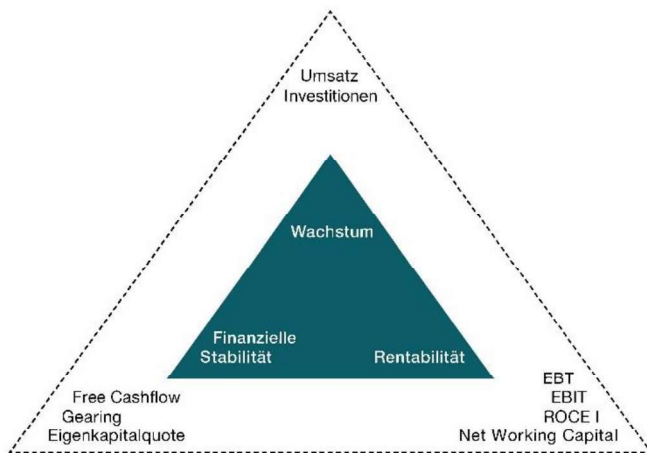 Umsatz
Investitionen
Wachstum
Finanzielle
Stabilität
Rentabilität
Free Cashflow
Gearing
Eigenkapitalquote
EBT
EBIT
ROCE I
Net Working Capital